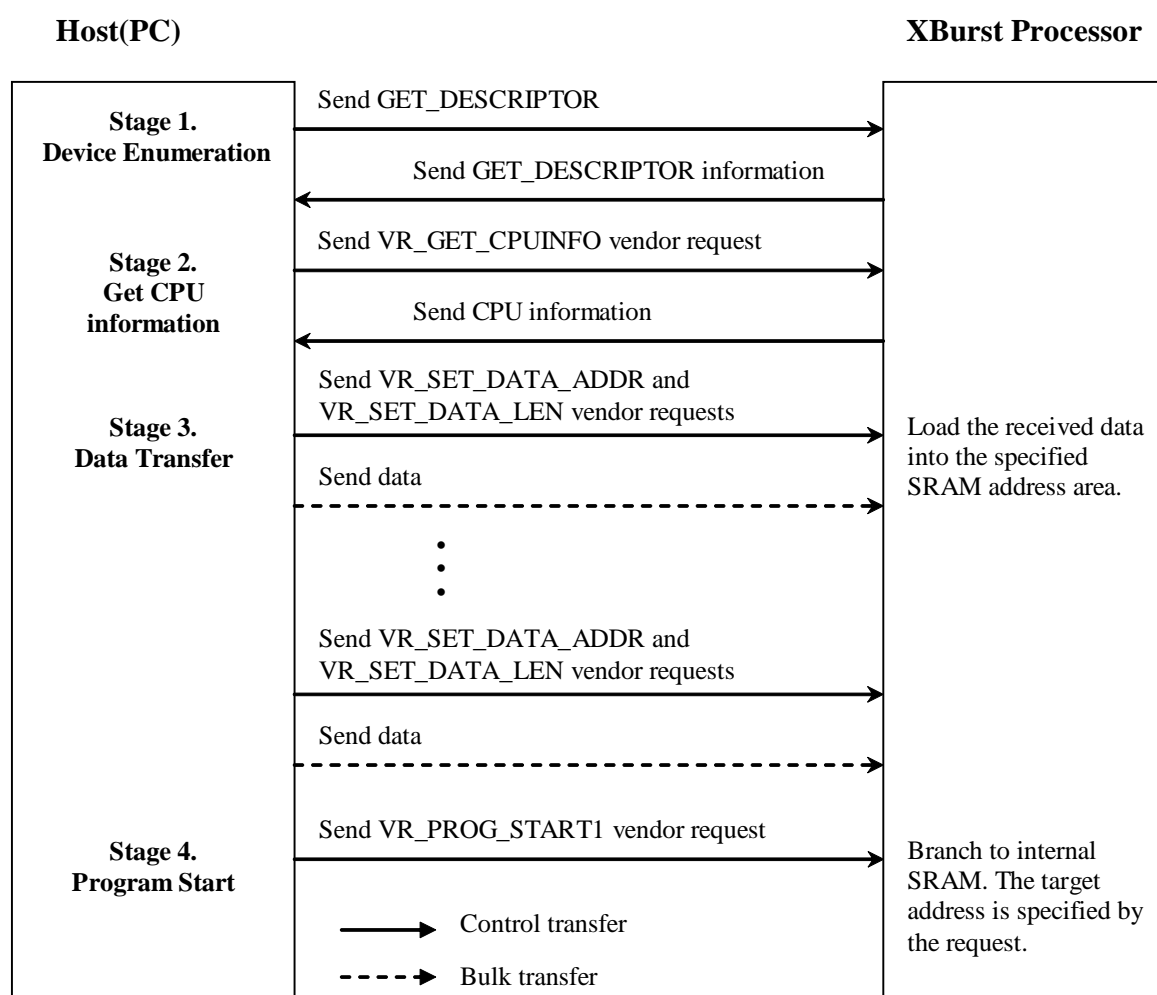 Host(PC)
XBurst Processor
Stage 1.
Device Enumeration
Send GET_DESCRIPTOR
Send GET_DESCRIPTOR information
Stage 2.
Get CPU
information
Send VR_GET_CPUINFO vendor request
Send CPU information
Stage 3.
Data Transfer
Send VR_SET_DATA_ADDR and
VR_SET_DATA_LEN vendor requests
Send data
Load the received data
into the specified
SRAM address area.
Send VR_SET_DATA_ADDR and
VR_SET_DATA_LEN vendor requests
Send data
Stage 4.
Program Start
Send VR_PROG_START1 vendor request
Branch to internal
SRAM. The target
address is specified by
the request.
Control transfer
Bulk transfer